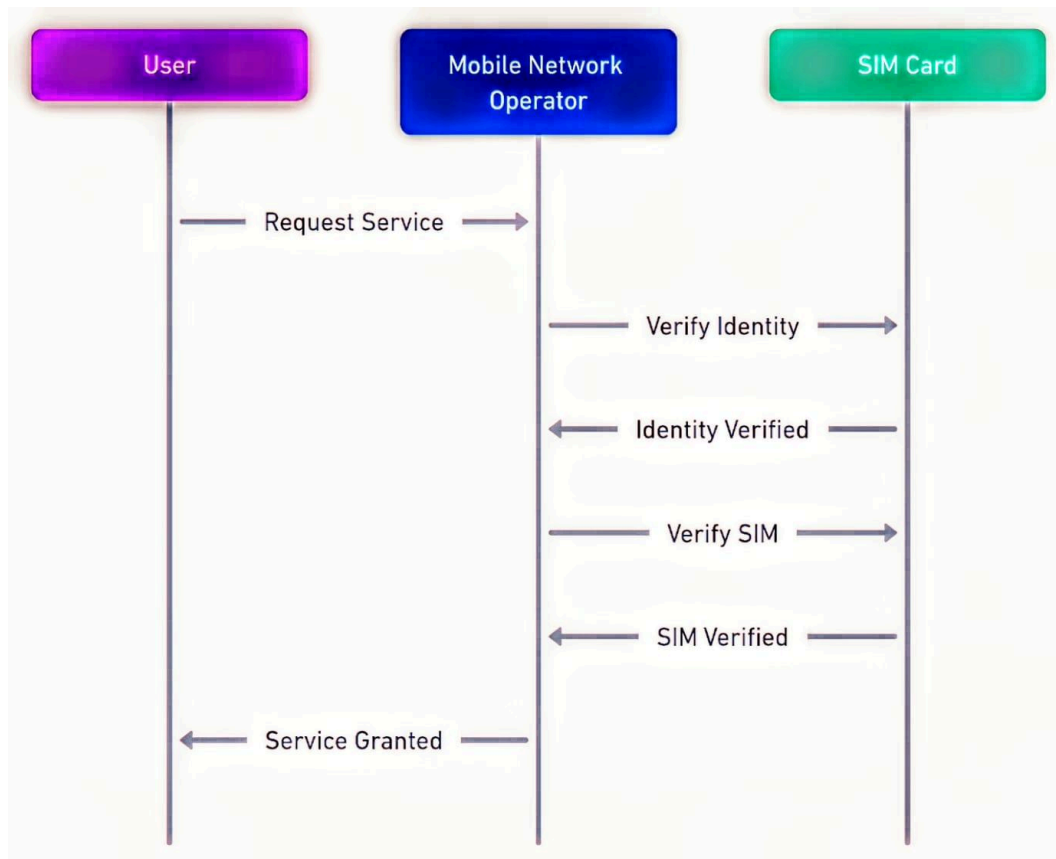 User
Mobile Network
Operator
SIM Card
Request Service
Verify Identity
Identity Verified
Verify SIM
SIM Verified
Service Granted